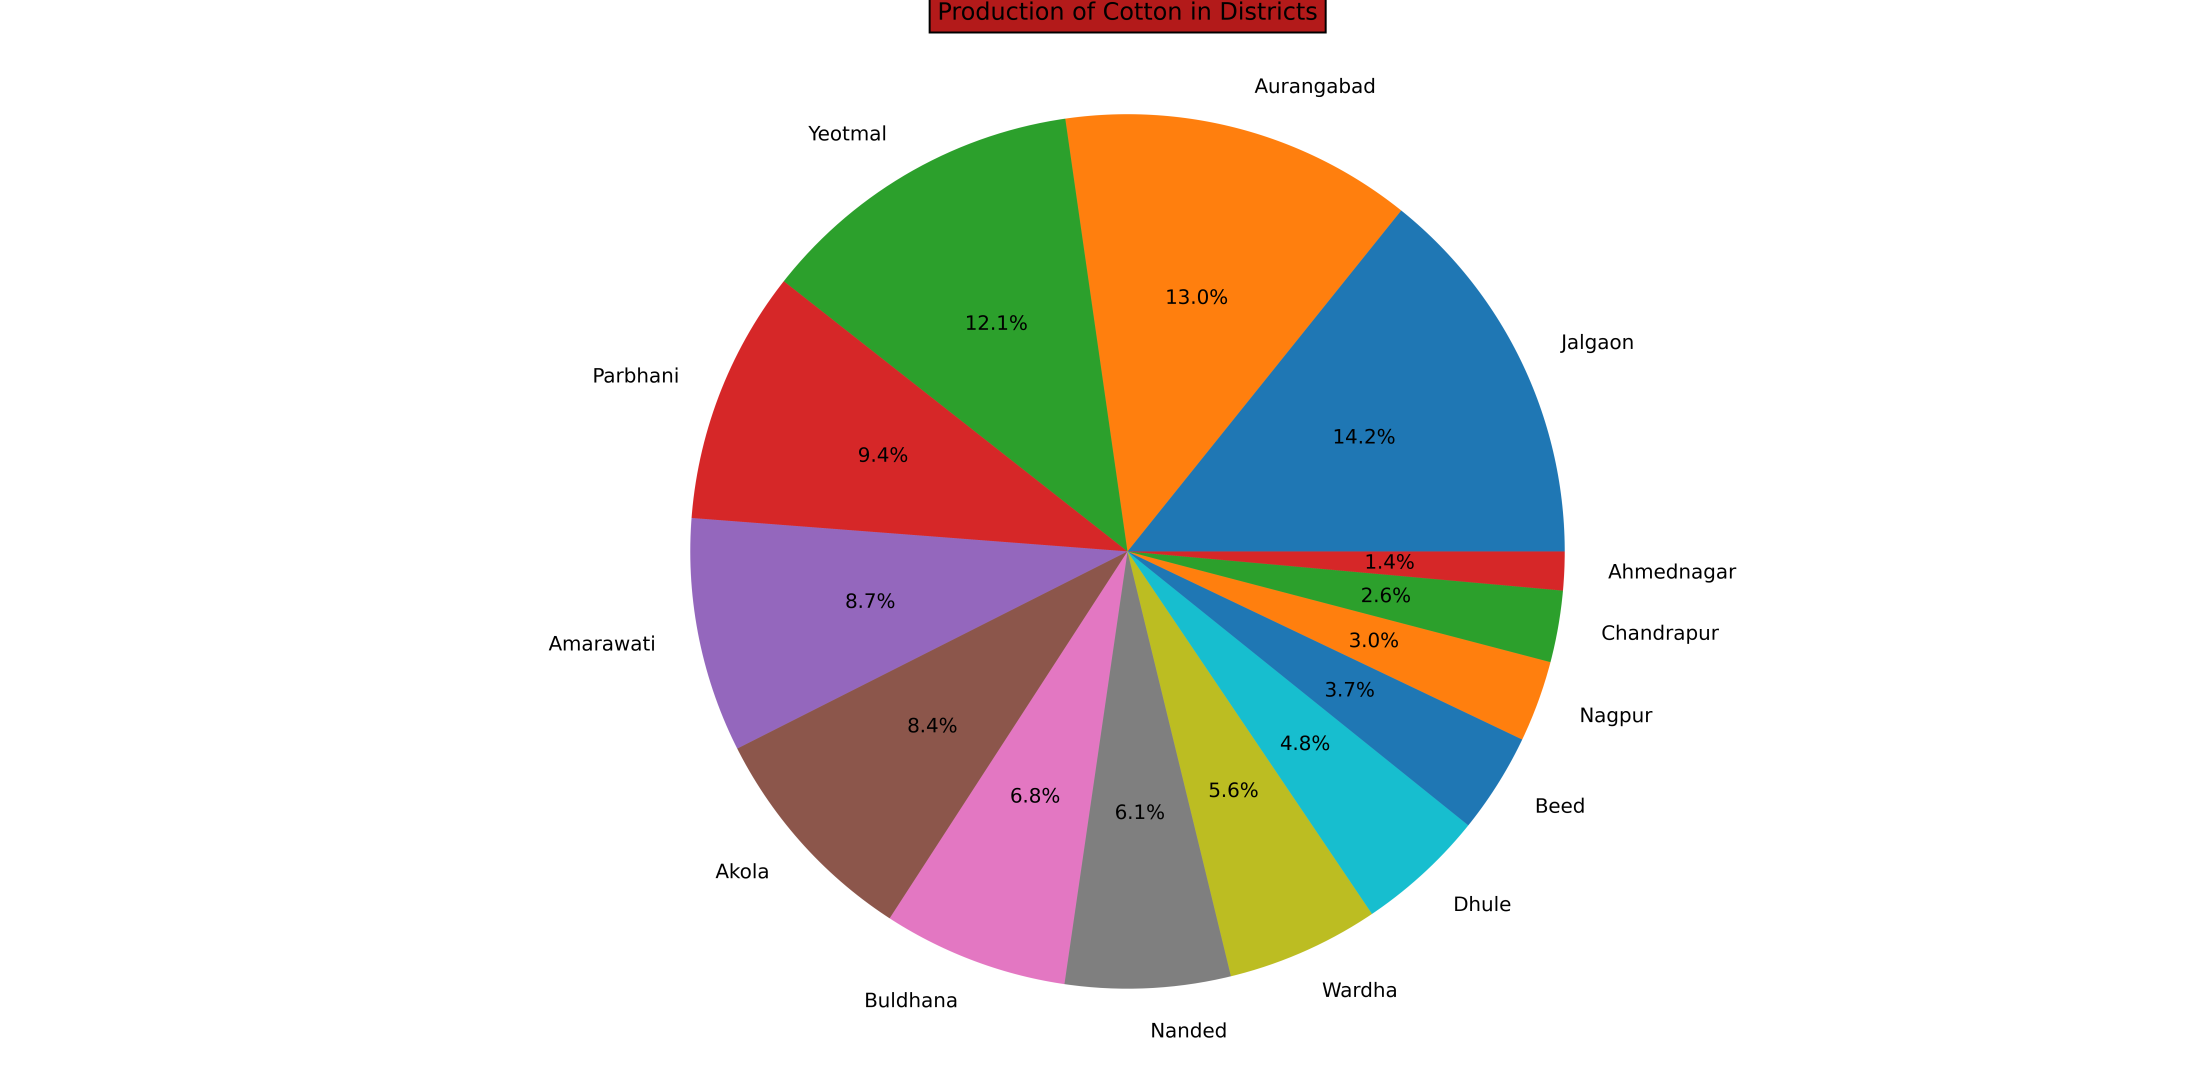 Production of Cotton in Districts
Aurangabad
Yeotmal
13.0%
12.1%
Jalgaon
Parbhani
14.2%
9.4%
1.4%
Ahmednagar
2.6%
8.7%
Chandrapur
3.0%
Amarawati
3.7%
Nagpur
8.4%
4.8%
5.6%
6.8%
Beed
6.1%
Akola
Dhule
Wardha
Buldhana
Nanded